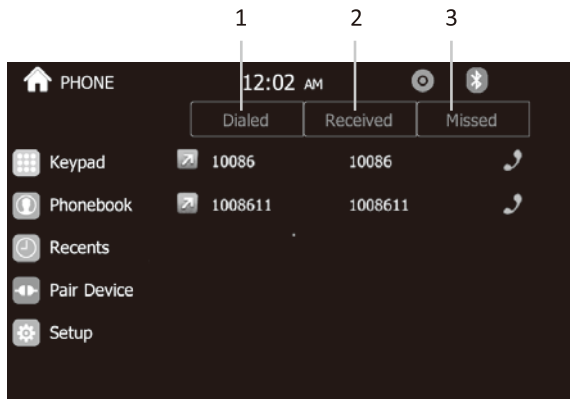 1 2 3
PHONE 12:02 AM
Dialed Received Missed
Keypad 10086 10086
Phonebook 1008611 1008611
Recents
Pair Device
Setup